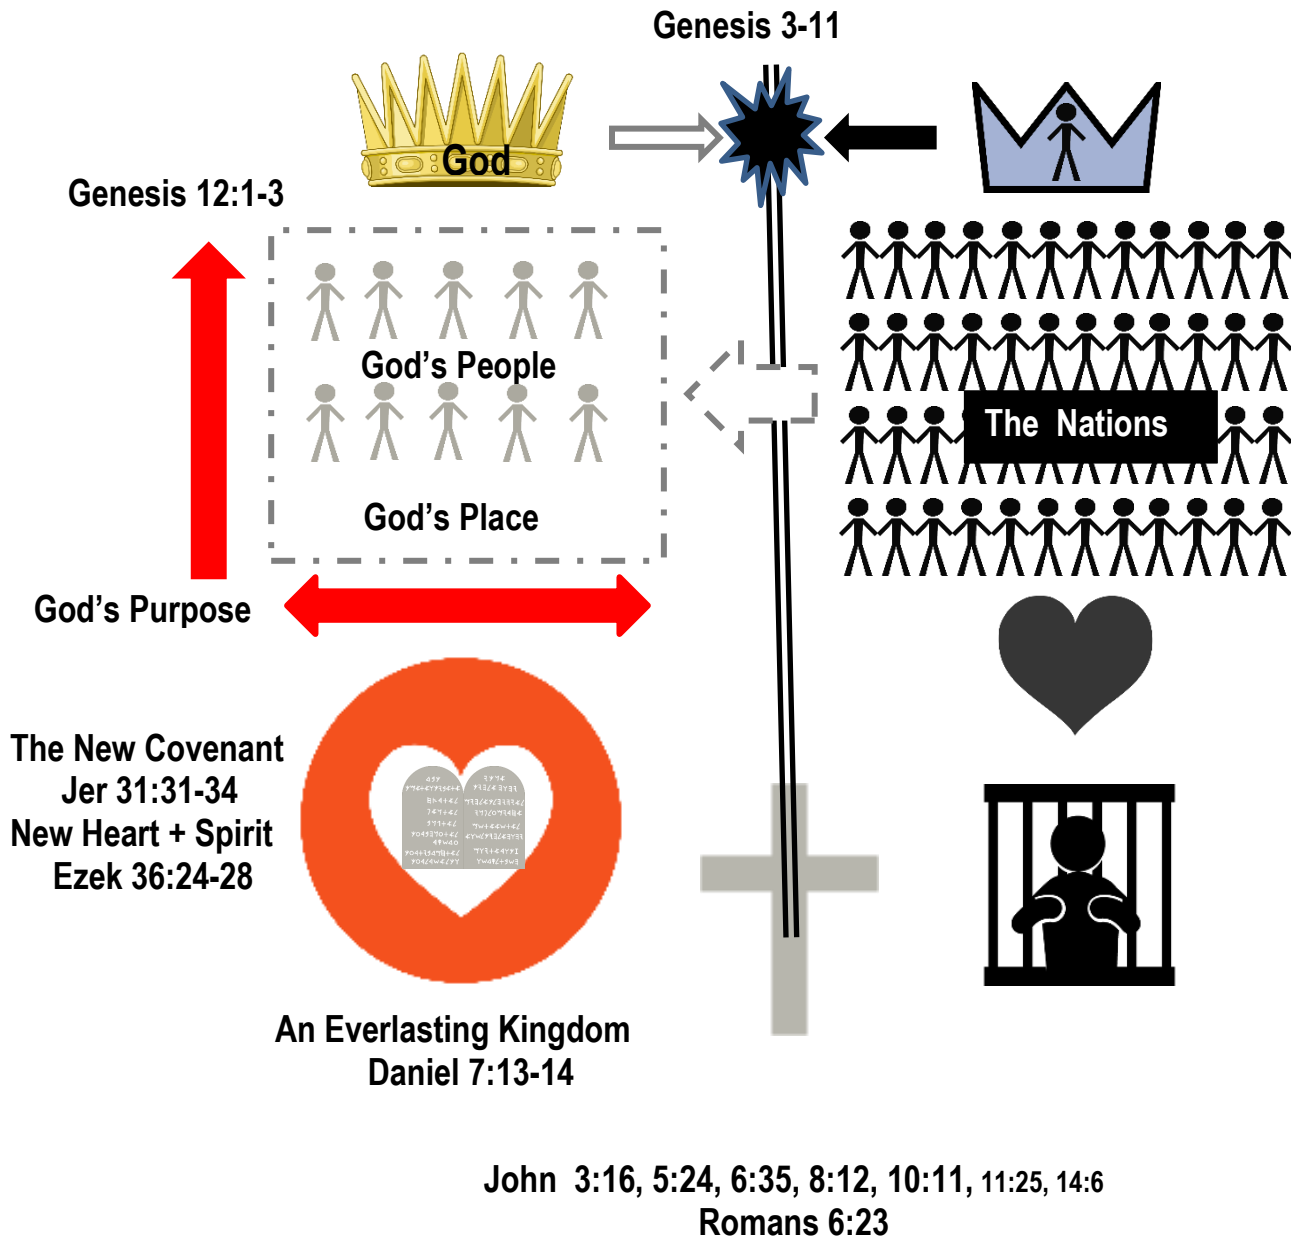 Genesis 3-11
God
Genesis 12:1-3
God’s People
The Nations
God’s Place
God’s Purpose
The New Covenant
Jer 31:31-34
New Heart + Spirit
Ezek 36:24-28
An Everlasting Kingdom
Daniel 7:13-14
John 3:16, 5:24, 6:35, 8:12, 10:11, 11:25, 14:6
Romans 6:23